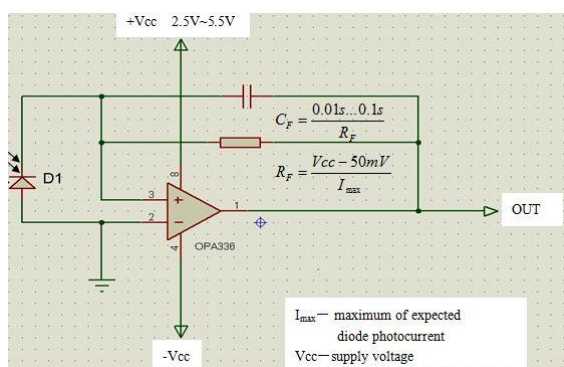 +Vcc 2.5V~5.5V
C_F = 0.01s...0.1s / R_F
R_F = Vcc − 50mV / I_max
D1
8
3
+
1
2
−
4
OPA336
OUT
-Vcc
I_max— maximum of expected
diode photocurrent
Vcc—supply voltage